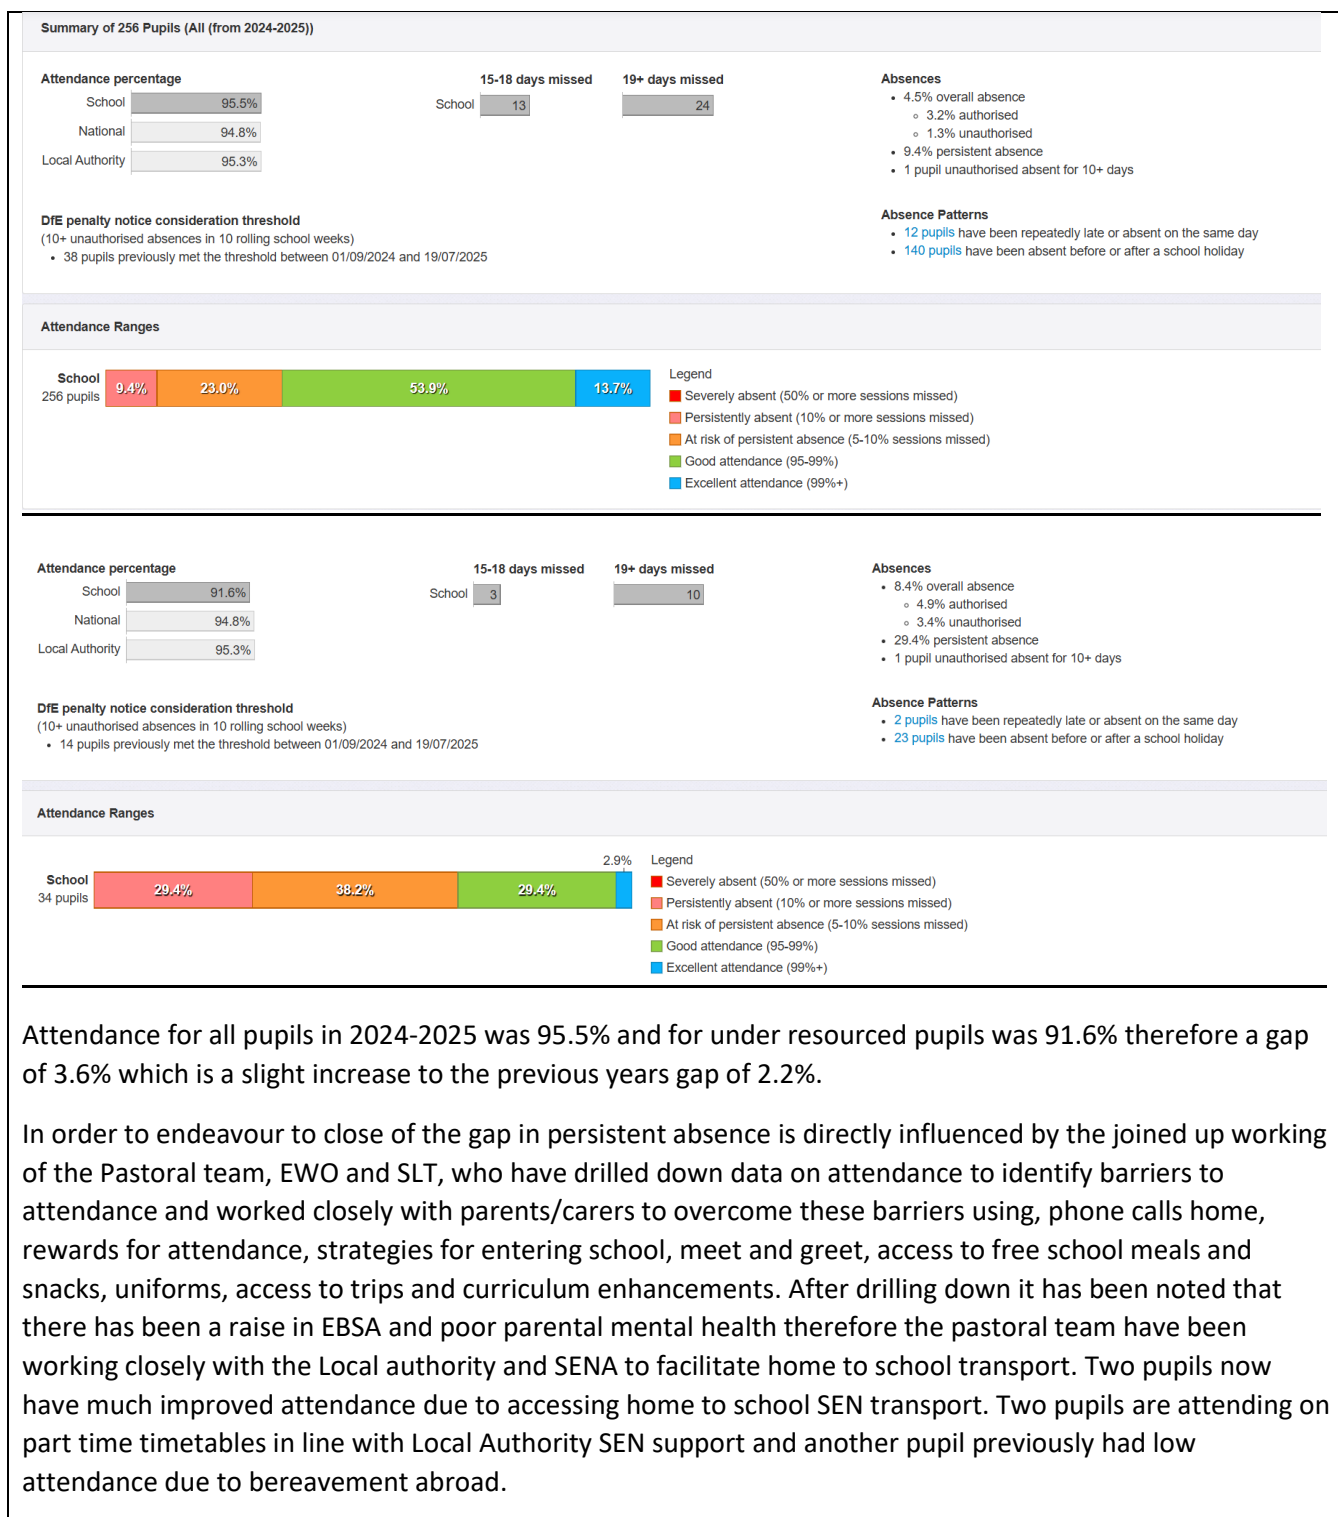 Summary of 256 Pupils (All (from 2024-2025))
Attendance percentage
School 95.5%
National 94.8%
Local Authority 95.3%
15-18 days missed 19+ days missed
School 13 24
Absences
• 4.5% overall absence
◦ 3.2% authorised
◦ 1.3% unauthorised
• 9.4% persistent absence
• 1 pupil unauthorised absent for 10+ days
DfE penalty notice consideration threshold
(10+ unauthorised absences in 10 rolling school weeks)
• 38 pupils previously met the threshold between 01/09/2024 and 19/07/2025
Absence Patterns
• 12 pupils have been repeatedly late or absent on the same day
• 140 pupils have been absent before or after a school holiday
Attendance Ranges
School
256 pupils
9.4% 23.0% 53.9% 13.7%
Legend
Severely absent (50% or more sessions missed)
Persistently absent (10% or more sessions missed)
At risk of persistent absence (5-10% sessions missed)
Good attendance (95-99%)
Excellent attendance (99%+)
Attendance percentage
School 91.6%
National 94.8%
Local Authority 95.3%
15-18 days missed 19+ days missed
School 3 10
Absences
• 8.4% overall absence
◦ 4.9% authorised
◦ 3.4% unauthorised
• 29.4% persistent absence
• 1 pupil unauthorised absent for 10+ days
DfE penalty notice consideration threshold
(10+ unauthorised absences in 10 rolling school weeks)
• 14 pupils previously met the threshold between 01/09/2024 and 19/07/2025
Absence Patterns
• 2 pupils have been repeatedly late or absent on the same day
• 23 pupils have been absent before or after a school holiday
Attendance Ranges
School
34 pupils
29.4% 38.2% 29.4% 2.9%
Legend
Severely absent (50% or more sessions missed)
Persistently absent (10% or more sessions missed)
At risk of persistent absence (5-10% sessions missed)
Good attendance (95-99%)
Excellent attendance (99%+)
Attendance for all pupils in 2024-2025 was 95.5% and for under resourced pupils was 91.6% therefore a gap
of 3.6% which is a slight increase to the previous years gap of 2.2%.
In order to endeavour to close of the gap in persistent absence is directly influenced by the joined up working
of the Pastoral team, EWO and SLT, who have drilled down data on attendance to identify barriers to
attendance and worked closely with parents/carers to overcome these barriers using, phone calls home,
rewards for attendance, strategies for entering school, meet and greet, access to free school meals and
snacks, uniforms, access to trips and curriculum enhancements. After drilling down it has been noted that
there has been a raise in EBSA and poor parental mental health therefore the pastoral team have been
working closely with the Local authority and SENA to facilitate home to school transport. Two pupils now
have much improved attendance due to accessing home to school SEN transport. Two pupils are attending on
part time timetables in line with Local Authority SEN support and another pupil previously had low
attendance due to bereavement abroad.